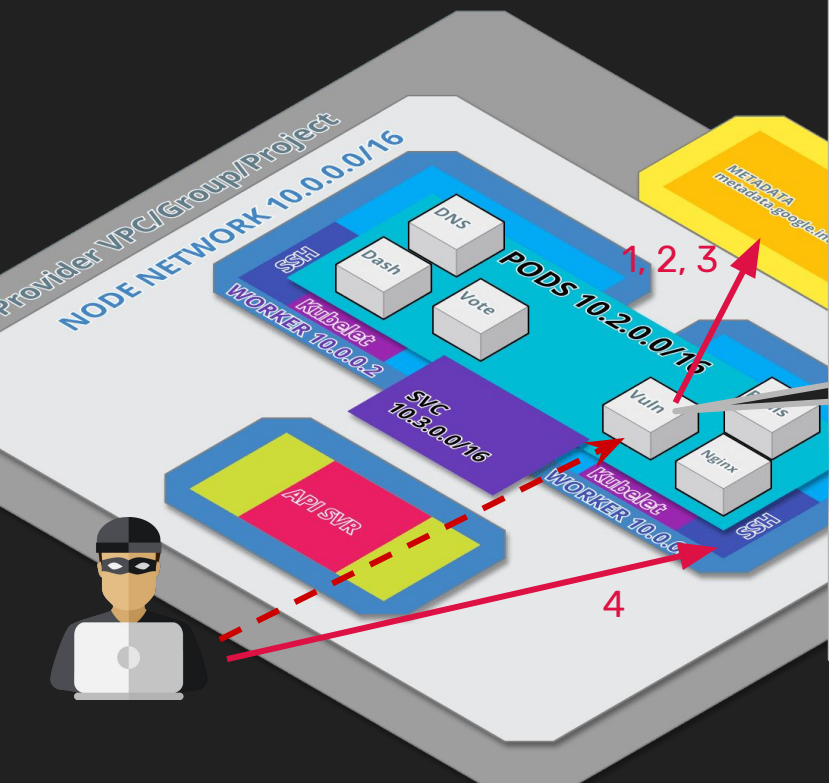 Provider VPC/Group/Project
NODE NETWORK 10.0.0.0/16
METADATA
DNS
SSH
Dash
PODS 10.2.0.0/16
1, 2, 3
Vote
Kubelet
WORKER 10.0.0.2
SVC
10.3.0.0/16
Vuln
Nginx
API SVR
Kubelet
WORKER
SSH
4